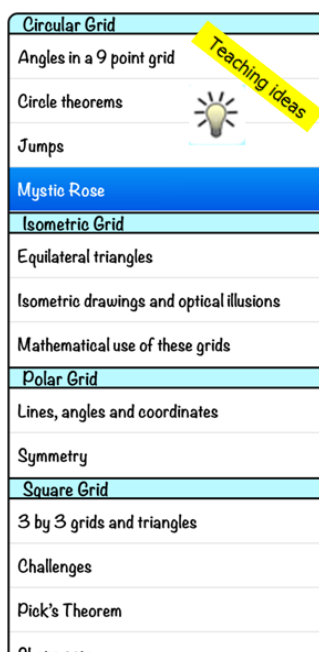 Circular Grid
Angles in a 9 point grid
Teaching ideas
Circle theorems
Jumps
Mystic Rose
Isometric Grid
Equilateral triangles
Isometric drawings and optical illusions
Mathematical use of these grids
Polar Grid
Lines, angles and coordinates
Symmetry
Square Grid
3 by 3 grids and triangles
Challenges
Pick's Theorem